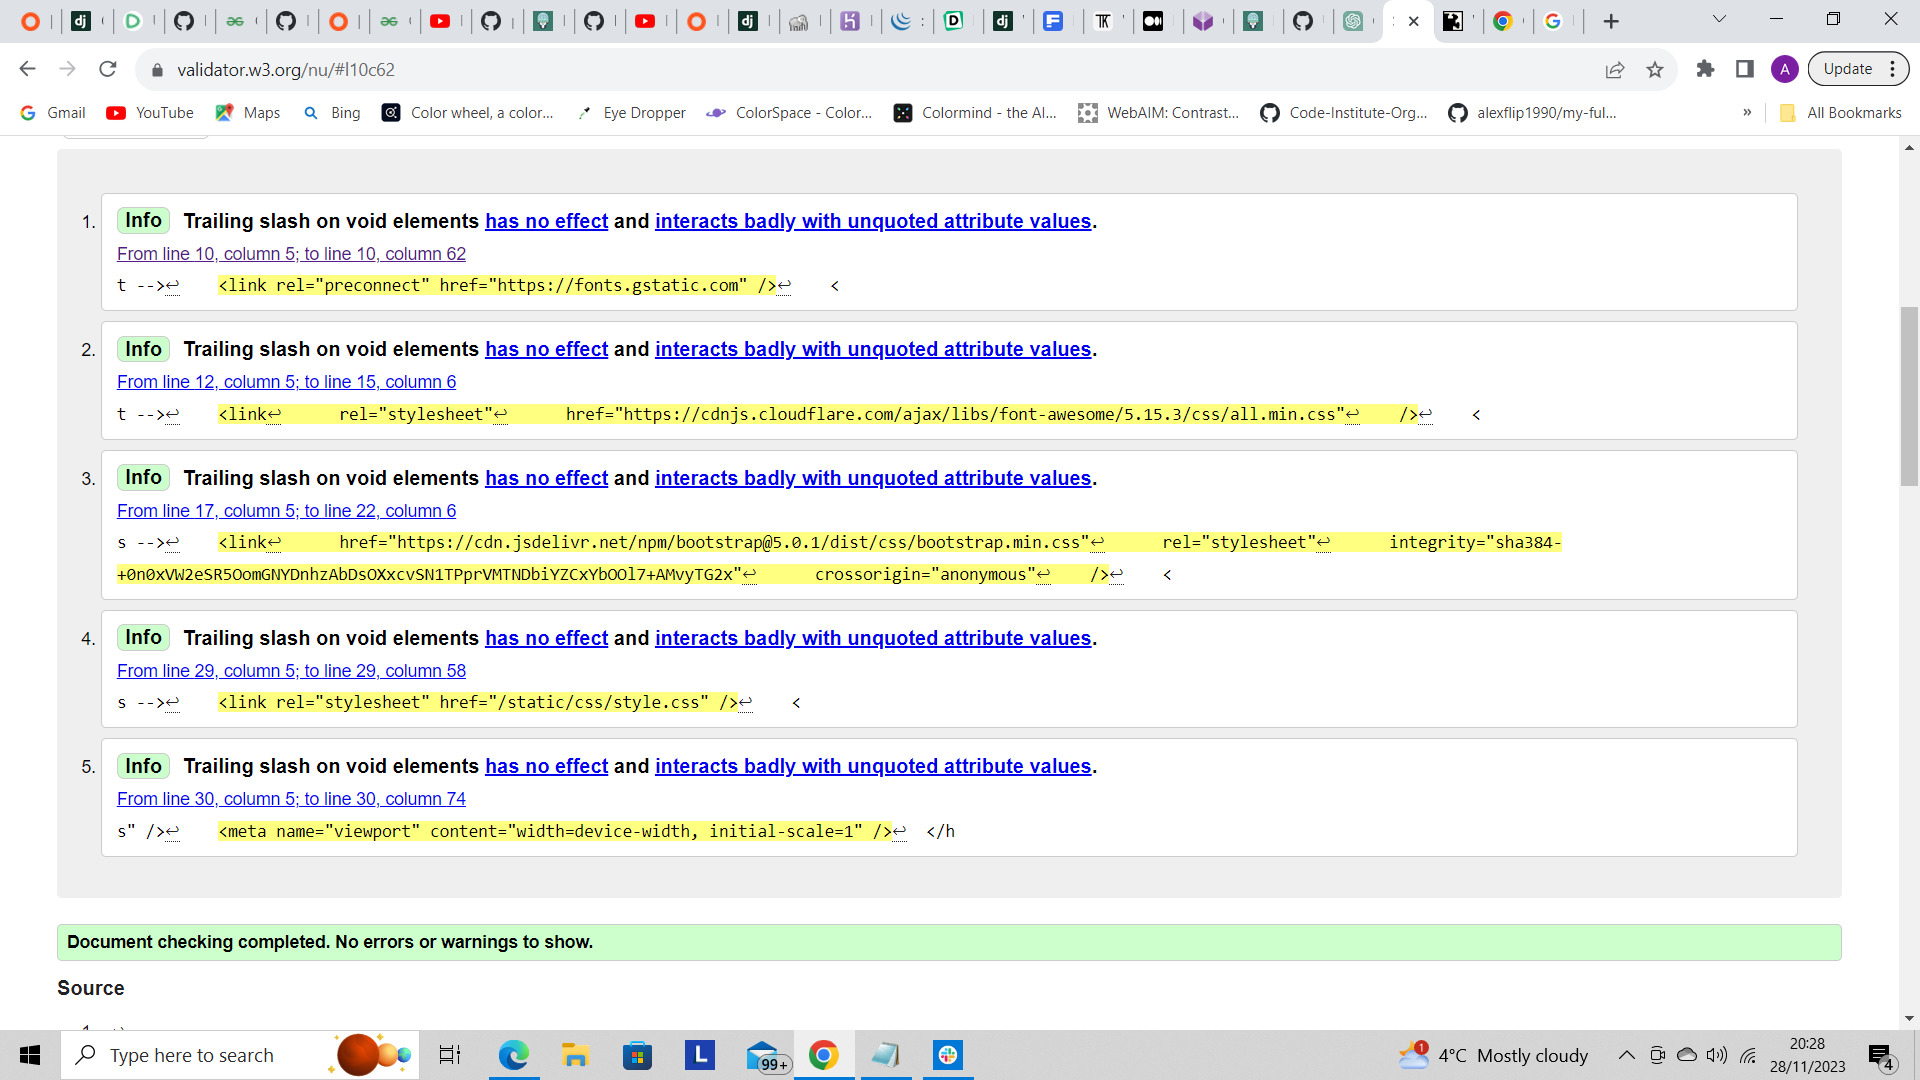 validator.w3.org/nu/#l10c62
Update
Gmail
YouTube
Maps
Bing
Color wheel, a color...
Eye Dropper
ColorSpace - Color...
Colormind - the AI...
WebAIM: Contrast...
Code-Institute-Org...
alexflip1990/my-ful...
»
All Bookmarks
1. Info Trailing slash on void elements has no effect and interacts badly with unquoted attribute values.
From line 10, column 5; to line 10, column 62
t -->↩ <link rel="preconnect" href="https://fonts.gstatic.com" />↩ <
2. Info Trailing slash on void elements has no effect and interacts badly with unquoted attribute values.
From line 12, column 5; to line 15, column 6
t -->↩ <link↩ rel="stylesheet"↩ href="https://cdnjs.cloudflare.com/ajax/libs/font-awesome/5.15.3/css/all.min.css"↩ />↩ <
3. Info Trailing slash on void elements has no effect and interacts badly with unquoted attribute values.
From line 17, column 5; to line 22, column 6
s -->↩ <link↩ href="https://cdn.jsdelivr.net/npm/bootstrap@5.0.1/dist/css/bootstrap.min.css"↩ rel="stylesheet"↩ integrity="sha384-
+0n0xVW2eSR5OomGNYDnhzAbDsOXxcvSN1TPprVMTNDbiYZCxYbOOl7+AMvyTG2x"↩ crossorigin="anonymous"↩ />↩ <
4. Info Trailing slash on void elements has no effect and interacts badly with unquoted attribute values.
From line 29, column 5; to line 29, column 58
s -->↩ <link rel="stylesheet" href="/static/css/style.css" />↩ <
5. Info Trailing slash on void elements has no effect and interacts badly with unquoted attribute values.
From line 30, column 5; to line 30, column 74
s" />↩ <meta name="viewport" content="width=device-width, initial-scale=1" />↩ </h
Document checking completed. No errors or warnings to show.
Source
Type here to search
L
99+
1
4°C Mostly cloudy
20:28
28/11/2023
4